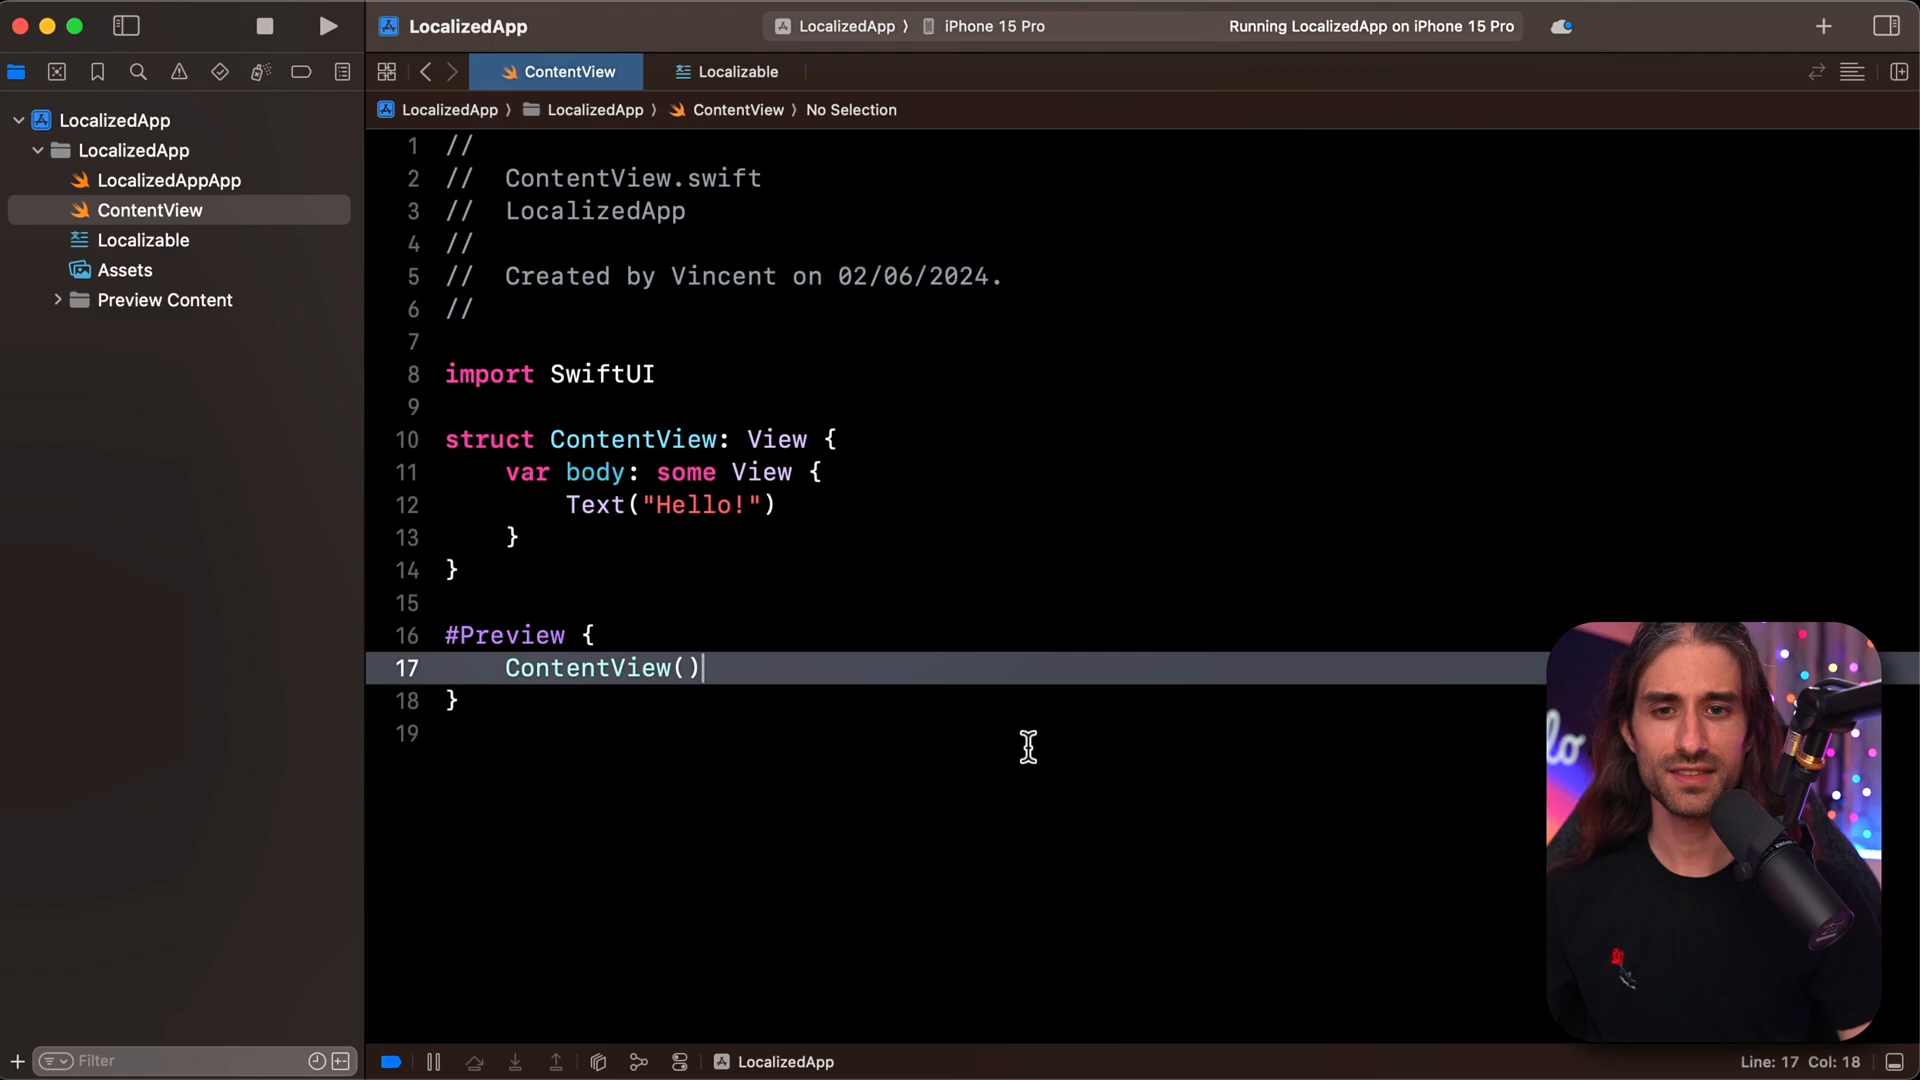 LocalizedApp
LocalizedApp 〉 iPhone 15 Pro
Running LocalizedApp on iPhone 15 Pro
ContentView
Localizable
LocalizedApp 〉 LocalizedApp 〉 ContentView 〉 No Selection
LocalizedApp
LocalizedApp
LocalizedAppApp
ContentView
Localizable
Assets
Preview Content
1 //
2 //  ContentView.swift
3 //  LocalizedApp
4 //
5 //  Created by Vincent on 02/06/2024.
6 //
7
8 import SwiftUI
9
10 struct ContentView: View {
11     var body: some View {
12         Text("Hello!")
13     }
14 }
15
16 #Preview {
17     ContentView()
18 }
19
Filter
LocalizedApp
Line: 17 Col: 18